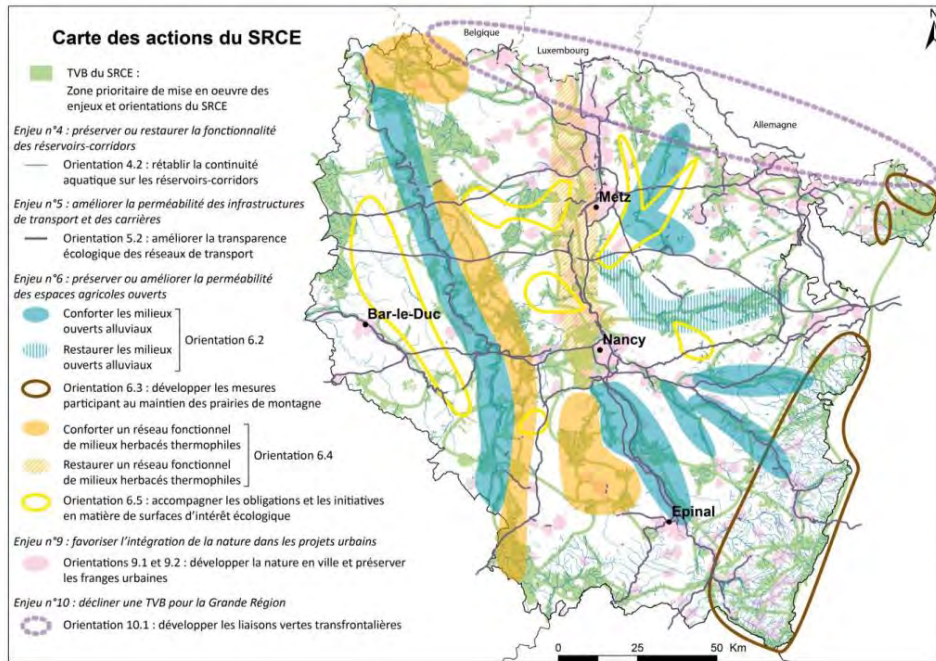 Carte des actions du SRCE
TVB du SRCE :
Zone prioritaire de mise en oeuvre des
enjeux et orientations du SRCE
Enjeu n°4 : préserver ou restaurer la fonctionnalité
des réservoirs-corridors
Orientation 4.2 : rétablir la continuité
aquatique sur les réservoirs-corridors
Enjeu n°5 : améliorer la perméabilité des infrastructures
de transport et des carrières
Orientation 5.2 : améliorer la transparence
écologique des réseaux de transport
Enjeu n°6 : préserver ou améliorer la perméabilité
des espaces agricoles ouverts
Conforter les milieux
ouverts alluviaux
Restaurer les milieux
ouverts alluviaux
Orientation 6.2
Orientation 6.3 : développer les mesures
participant au maintien des prairies de montagne
Conforter un réseau fonctionnel
de milieux herbacés thermophiles
Restaurer un réseau fonctionnel
de milieux herbacés thermophiles
Orientation 6.4
Orientation 6.5 : accompagner les obligations et les initiatives
en matière de surfaces d'intérêt écologique
Enjeu n°9 : favoriser l'intégration de la nature dans les projets urbains
Orientations 9.1 et 9.2 : développer la nature en ville et préserver
les franges urbaines
Enjeu n°10 : décliner une TVB pour la Grande Région
Orientation 10.1 : développer les liaisons vertes transfrontalières
Belgique
Luxembourg
Allemagne
N
Metz
Bar-le-Duc
Nancy
Epinal
0 25 50 Km